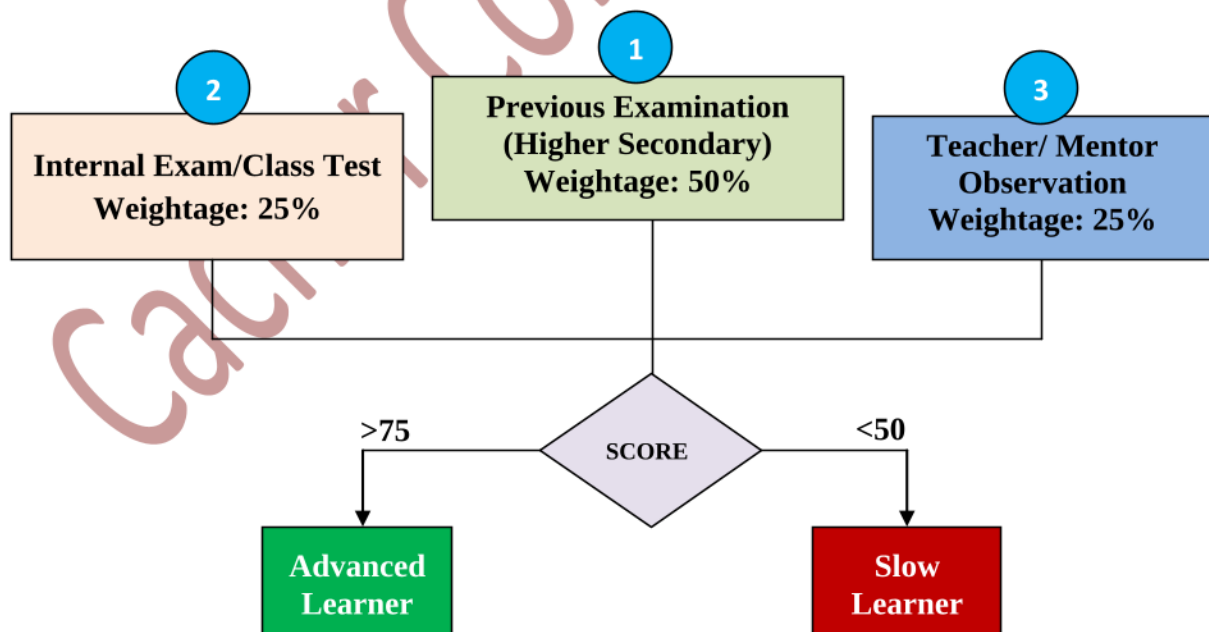 1
Previous Examination
(Higher Secondary)
Weightage: 50%
2
Internal Exam/Class Test
Weightage: 25%
3
Teacher/ Mentor
Observation
Weightage: 25%
SCORE
>75
<50
Advanced
Learner
Slow
Learner